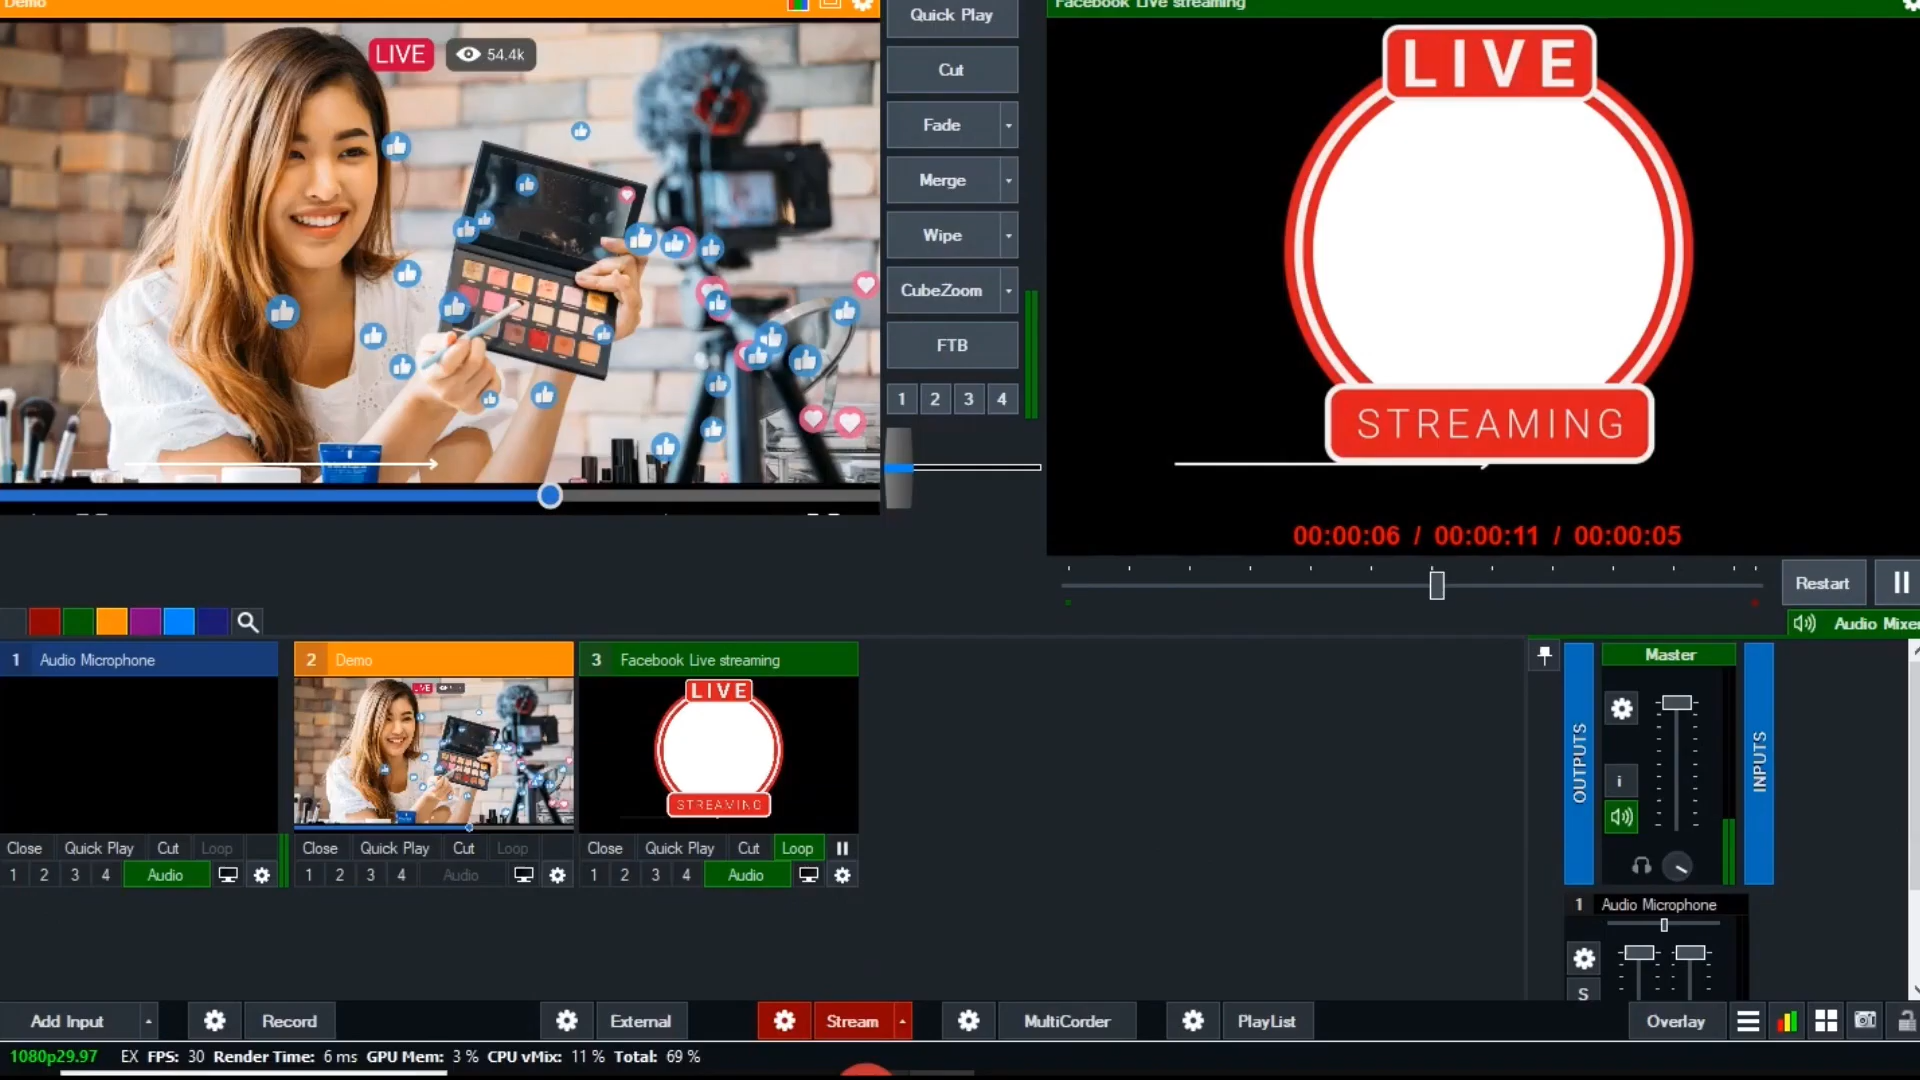 Demo
LIVE 54.4k
Quick Play
Cut
Fade
Merge
Wipe
CubeZoom
FTB
1 2 3 4
Facebook Live streaming
LIVE
STREAMING
00:00:06 / 00:00:11 / 00:00:05
Restart
Audio Mixer
1 Audio Microphone
Close Quick Play Cut Loop
1 2 3 4 Audio
2 Demo
LIVE
Close Quick Play Cut Loop
1 2 3 4 Audio
3 Facebook Live streaming
LIVE
STREAMING
Close Quick Play Cut Loop
1 2 3 4 Audio
OUTPUTS
Master
i
INPUTS
1 Audio Microphone
S
Add Input Record External Stream MultiCorder PlayList Overlay
1080p29.97 EX FPS: 30 Render Time: 6 ms GPU Mem: 3 % CPU vMix: 11 % Total: 69 %